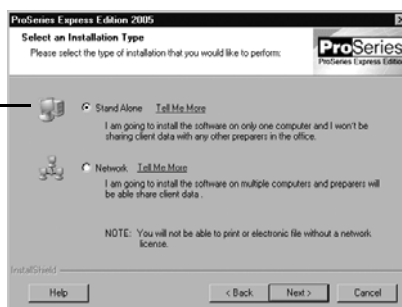 ProSeries Express Edition 2005
Select an Installation Type
Please select the type of installation that you would like to perform:
ProSeries
ProSeries Express Edition
Stand Alone Tell Me More
I am going to install the software on only one computer and I won't be
sharing client data with any other preparers in the office.
Network Tell Me More
I am going to install the software on multiple computers and preparers will
be able share client data .
NOTE: You will not be able to print or electronic file without a network
license.
InstallShield
Help
< Back
Next >
Cancel